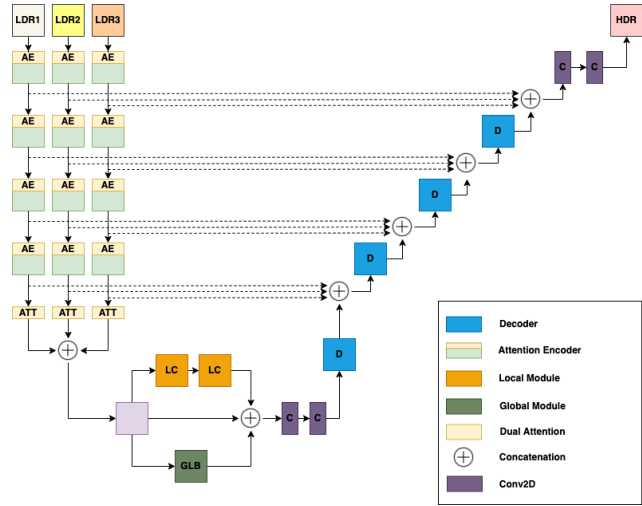 LDR1 LDR2 LDR3 HDR
AE AE AE C C
AE AE AE D
AE AE AE D
AE AE AE D
ATT ATT ATT
D
LC LC
C C
GLB
Decoder
Attention Encoder
Local Module
Global Module
Dual Attention
Concatenation
Conv2D